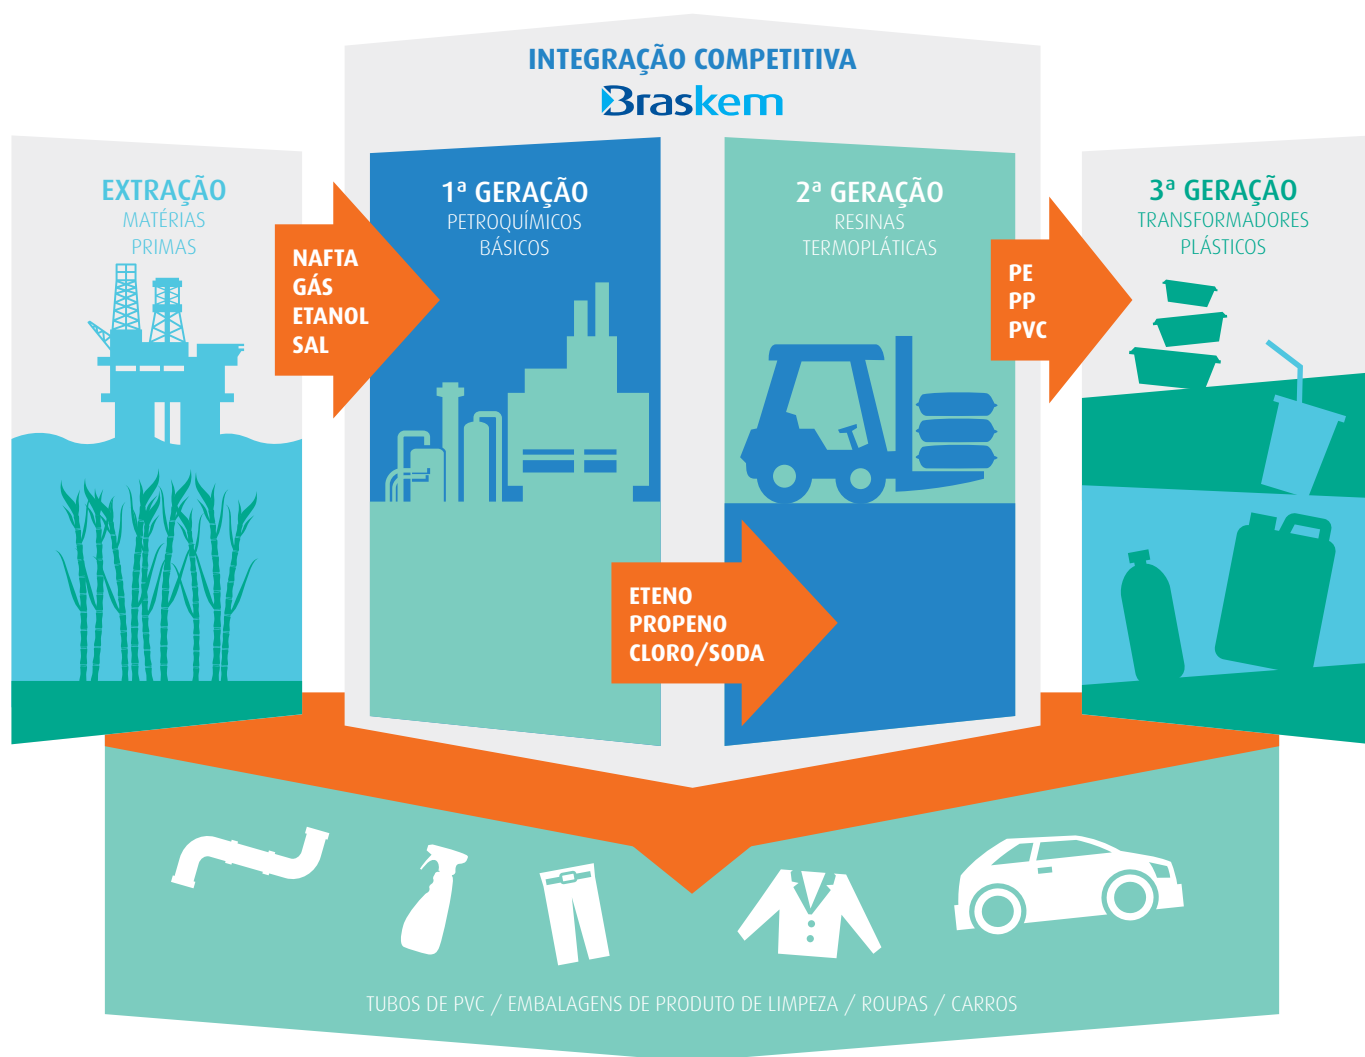 INTEGRAÇÃO COMPETITIVA
Braskem
EXTRAÇÃO
MATÉRIAS
PRIMAS
NAFTA
GÁS
ETANOL
SAL
1ª GERAÇÃO
PETROQUÍMICOS
BÁSICOS
ETENO
PROPENO
CLORO/SODA
2ª GERAÇÃO
RESINAS
TERMOPLÁTICAS
PE
PP
PVC
3ª GERAÇÃO
TRANSFORMADORES
PLÁSTICOS
TUBOS DE PVC / EMBALAGENS DE PRODUTO DE LIMPEZA / ROUPAS / CARROS